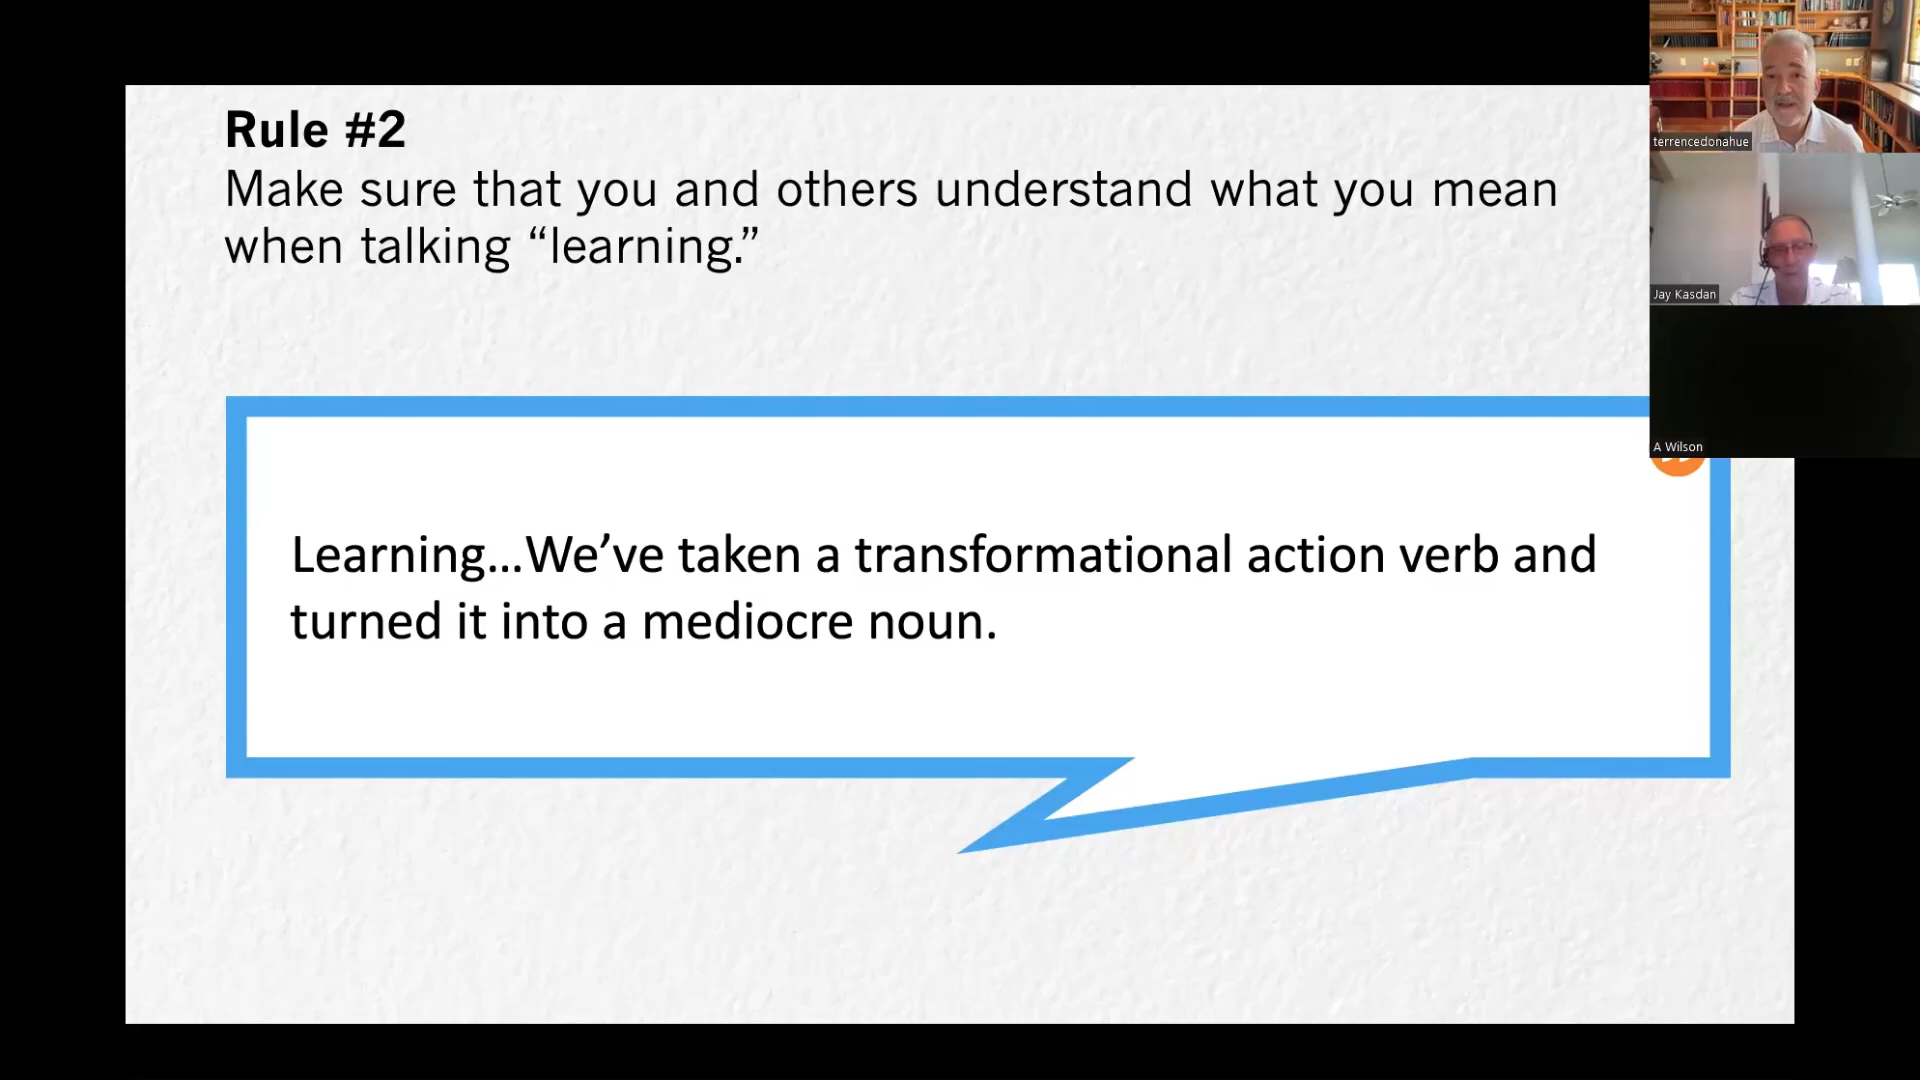 Rule #2
Make sure that you and others understand what you mean
when talking “learning.”
Learning...We’ve taken a transformational action verb and
turned it into a mediocre noun.
terrencedonahue
Jay Kasdan
A Wilson